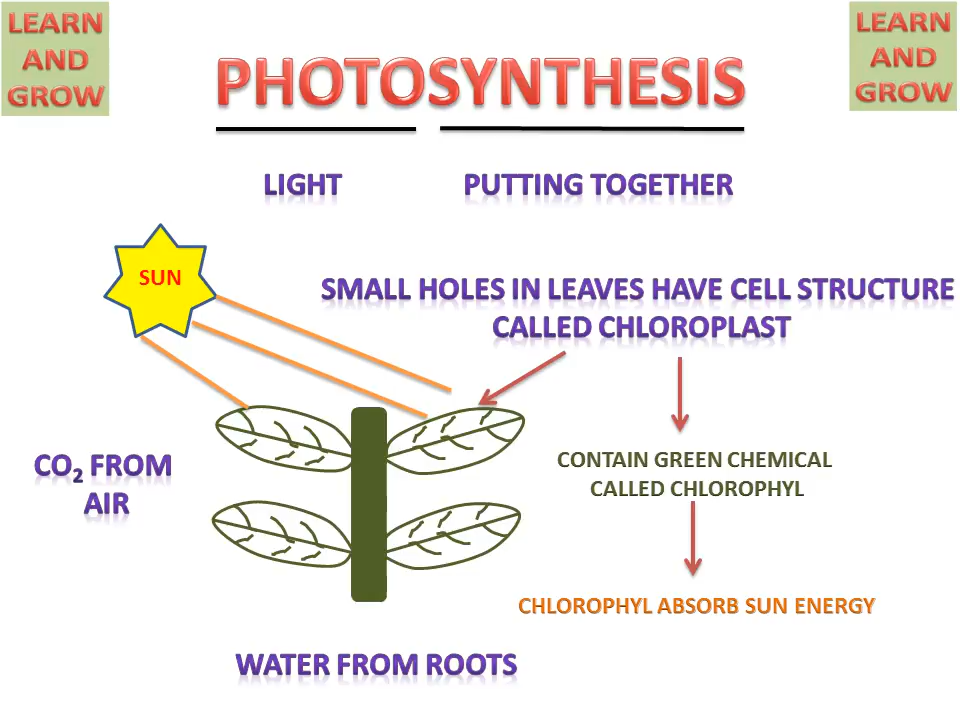 LEARN
AND
GROW
LEARN
AND
GROW
PHOTOSYNTHESIS
LIGHT
PUTTING TOGETHER
SUN
SMALL HOLES IN LEAVES HAVE CELL STRUCTURE
CALLED CHLOROPLAST
CO₂ FROM
AIR
CONTAIN GREEN CHEMICAL
CALLED CHLOROPHYL
CHLOROPHYL ABSORB SUN ENERGY
WATER FROM ROOTS